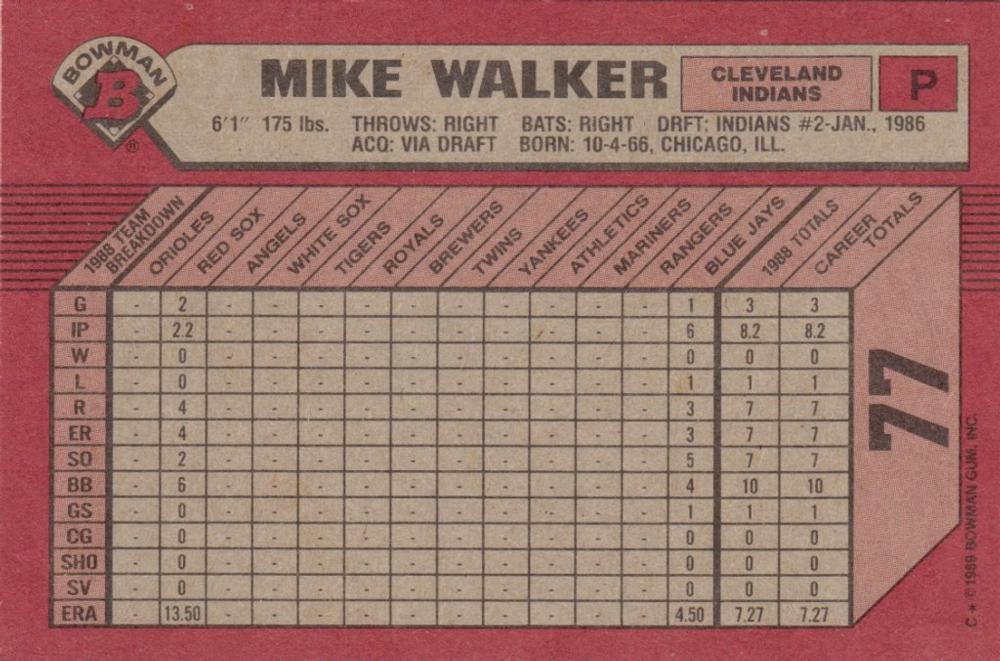 BOWMAN
B
®
MIKE WALKER
CLEVELAND
INDIANS
P
6'1" 175 lbs. THROWS: RIGHT BATS: RIGHT DRFT: INDIANS #2-JAN., 1986
ACQ: VIA DRAFT BORN: 10-4-66, CHICAGO, ILL.
1988 TEAM
BREAKDOWN
ORIOLES
RED SOX
ANGELS
WHITE SOX
TIGERS
ROYALS
BREWERS
TWINS
YANKEES
ATHLETICS
MARINERS
RANGERS
BLUE JAYS
1988 TOTALS
CAREER
TOTALS
G - 2 - - - - - - - - - - 1 3 3
IP - 2.2 - - - - - - - - - - 6 8.2 8.2
W - 0 - - - - - - - - - - 0 0 0
L - 0 - - - - - - - - - - 1 1 1
R - 4 - - - - - - - - - - 3 7 7
ER - 4 - - - - - - - - - - 3 7 7
SO - 2 - - - - - - - - - - 5 7 7
BB - 6 - - - - - - - - - - 4 10 10
GS - 0 - - - - - - - - - - 1 1 1
CG - 0 - - - - - - - - - - 0 0 0
SHO - 0 - - - - - - - - - - 0 0 0
SV - 0 - - - - - - - - - - 0 0 0
ERA - 13.50 - - - - - - - - - - 4.50 7.27 7.27
77
C * © 1989 BOWMAN GUM, INC.